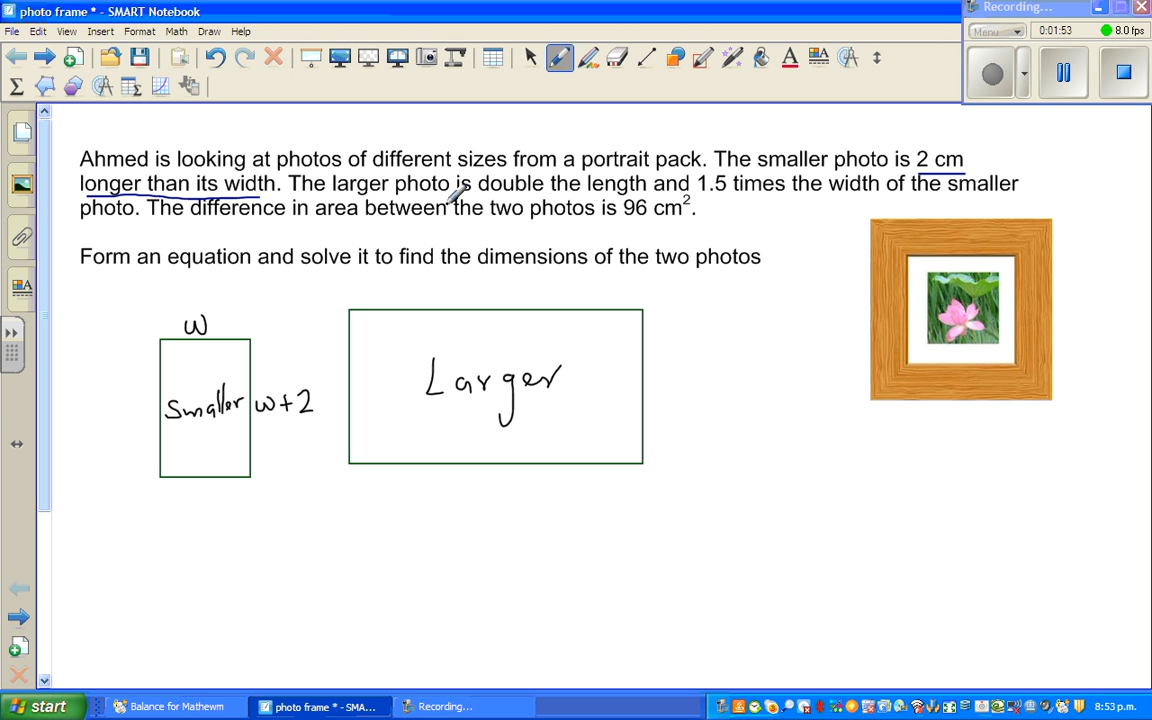 photo frame * - SMART Notebook
Recording...
File Edit View Insert Format Math Draw Help
Menu
0:01:53
8.0 fps
Ahmed is looking at photos of different sizes from a portrait pack. The smaller photo is 2 cm
longer than its width. The larger photo is double the length and 1.5 times the width of the smaller
photo. The difference in area between the two photos is 96 cm².
Form an equation and solve it to find the dimensions of the two photos
w
smaller
w+2
Larger
start
Balance for Mathewm
photo frame * - SMA...
Recording...
8:53 p.m.